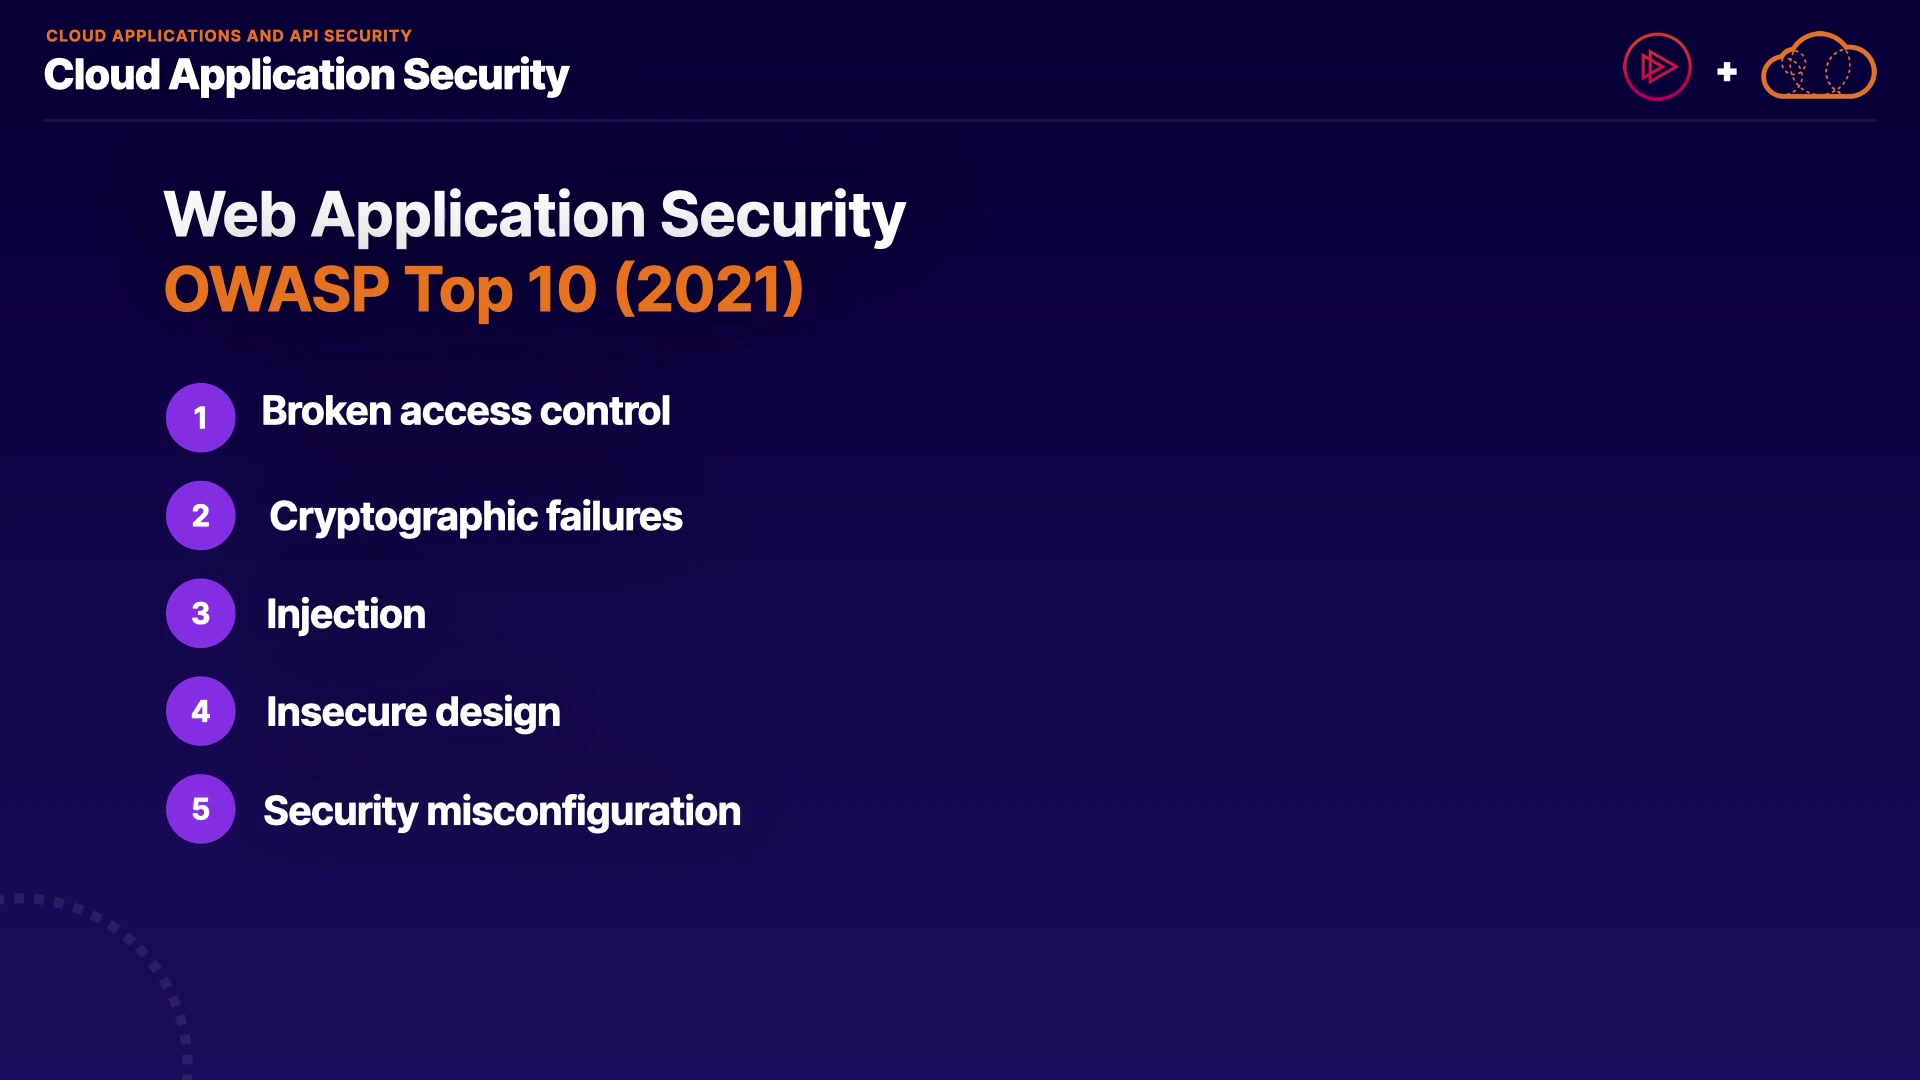 CLOUD APPLICATIONS AND API SECURITY
Cloud Application Security
+
Web Application Security
OWASP Top 10 (2021)
1 Broken access control
2 Cryptographic failures
3 Injection
4 Insecure design
5 Security misconfiguration